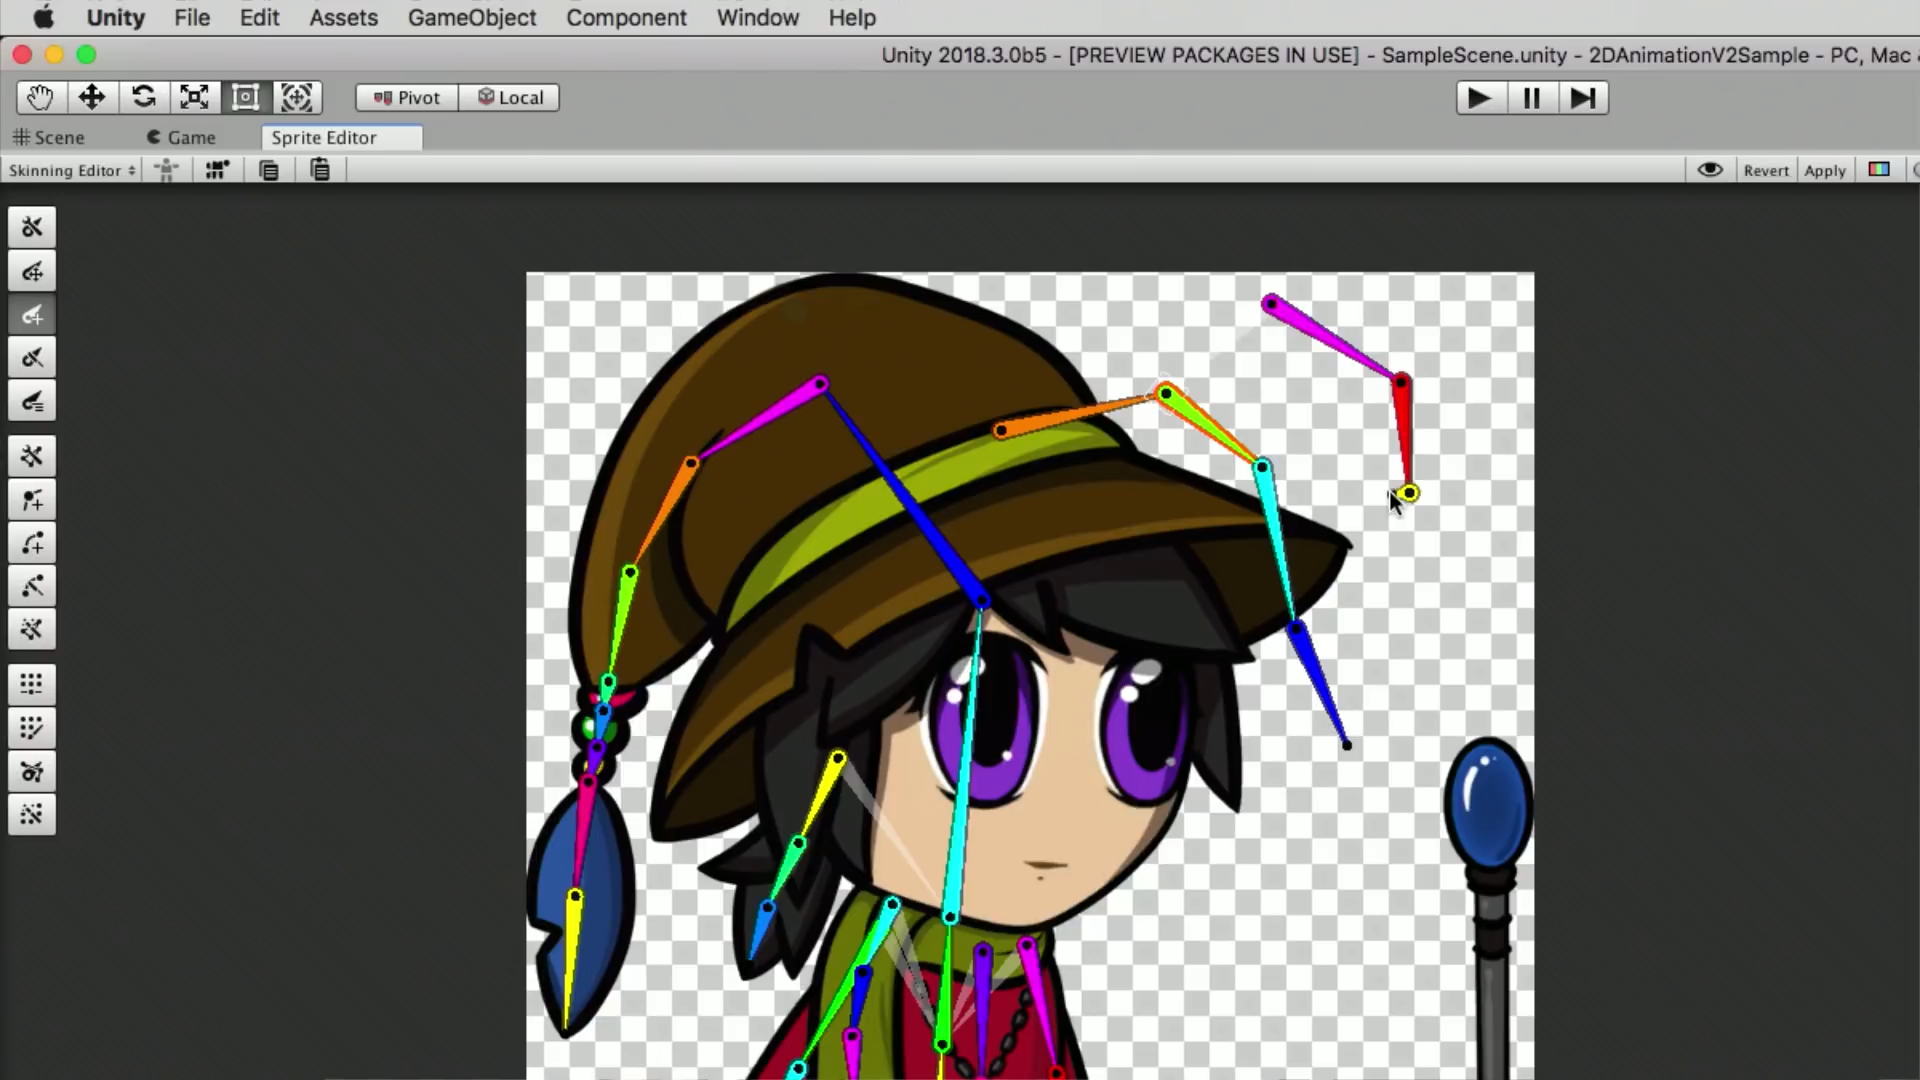 Unity File Edit Assets GameObject Component Window Help
Unity 2018.3.0b5 - [PREVIEW PACKAGES IN USE] - SampleScene.unity - 2DAnimationV2Sample - PC, Mac
Pivot Local
Scene Game Sprite Editor
Skinning Editor Revert Apply